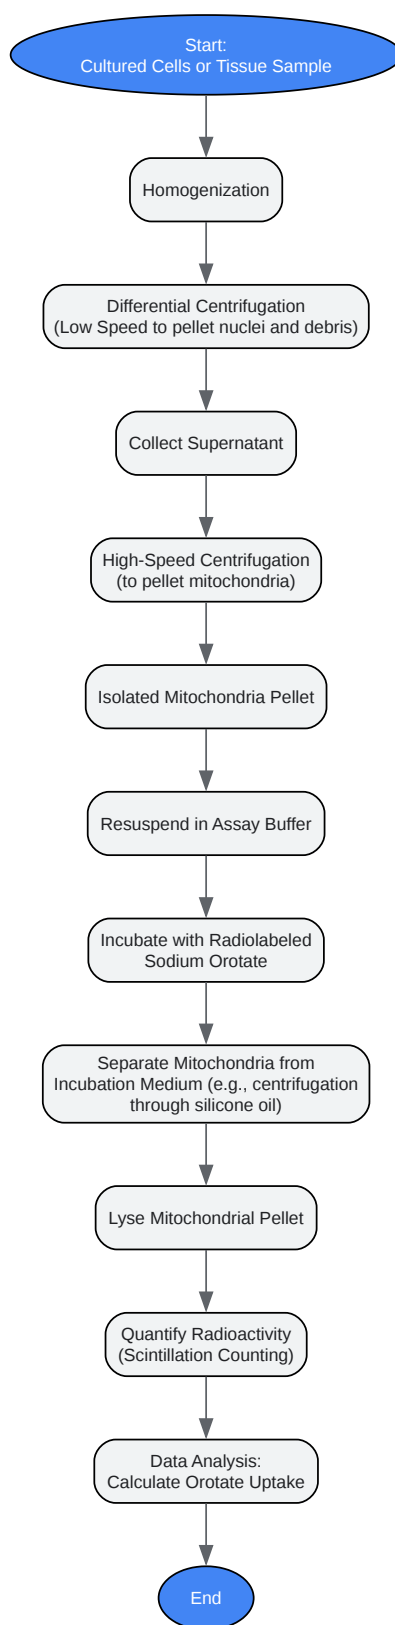 Start:
Cultured Cells or Tissue Sample
Homogenization
Differential Centrifugation
(Low Speed to pellet nuclei and debris)
Collect Supernatant
High-Speed Centrifugation
(to pellet mitochondria)
Isolated Mitochondria Pellet
Resuspend in Assay Buffer
Incubate with Radiolabeled
Sodium Orotate
Separate Mitochondria from
Incubation Medium (e.g., centrifugation
through silicone oil)
Lyse Mitochondrial Pellet
Quantify Radioactivity
(Scintillation Counting)
Data Analysis:
Calculate Orotate Uptake
End